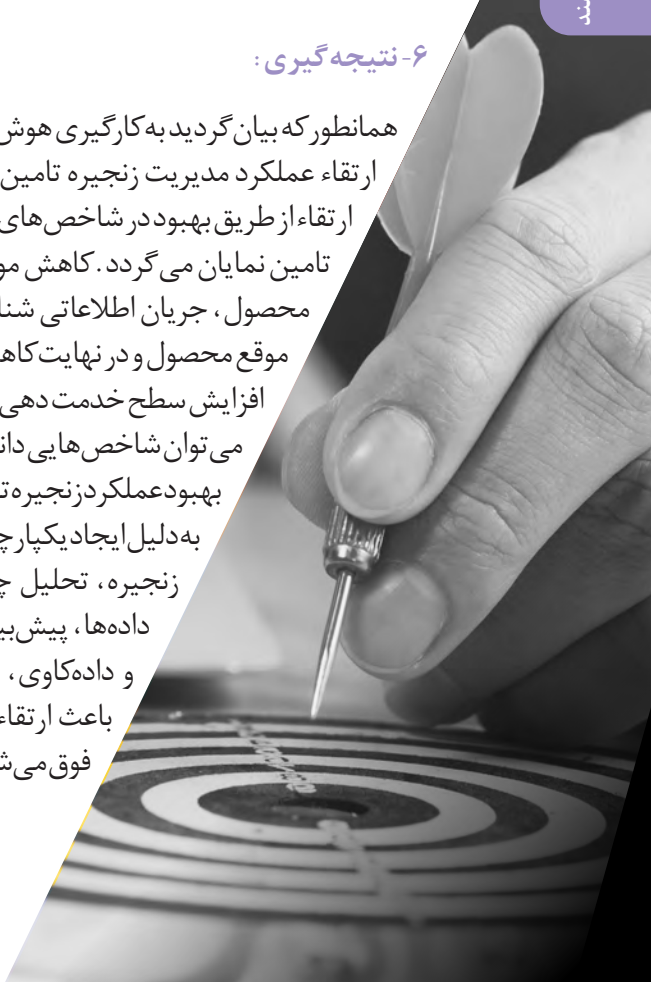 ۶- نتیجه‌گیری:
همانطور که بیان گردید به کارگیری هوش
ارتقاء عملکرد مدیریت زنجیره تامین
ارتقاء از طریق بهبود در شاخص‌های
تامین نمایان می‌گردد. کاهش مو
محصول، جریان اطلاعاتی شنا
موقع محصول و در نهایت کاه
افزایش سطح خدمت دهی
می‌توان شاخص‌هایی دان
بهبود عملکرد زنجیره ت
به دلیل ایجاد یکپارچ
زنجیره، تحلیل چ
داده‌ها، پیش‌بی
و داده‌کاوی،
باعث ارتقاء
فوق می‌ش